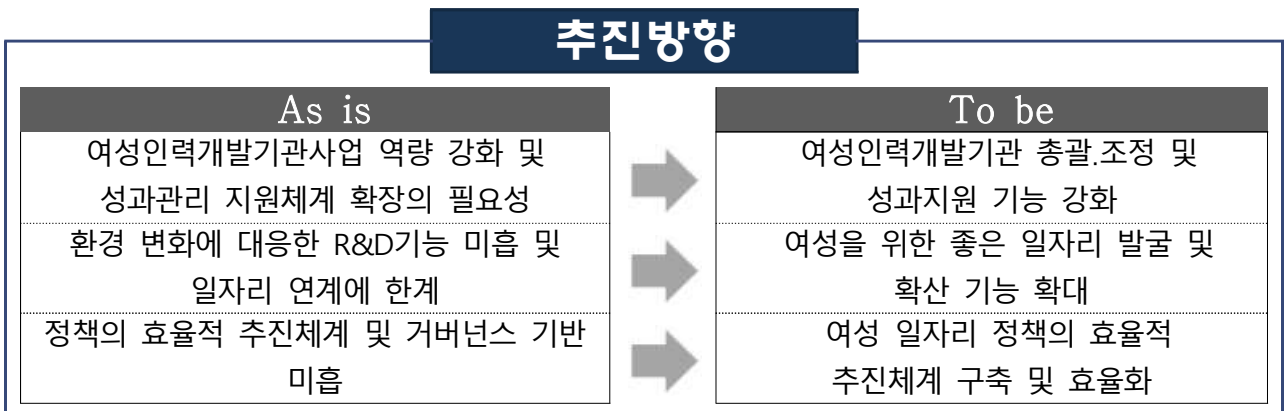 추진방향
As is
여성인력개발기관사업 역량 강화 및
성과관리 지원체계 확장의 필요성
환경 변화에 대응한 R&D기능 미흡 및
일자리 연계에 한계
정책의 효율적 추진체계 및 거버넌스 기반
미흡
To be
여성인력개발기관 총괄.조정 및
성과지원 기능 강화
여성을 위한 좋은 일자리 발굴 및
확산 기능 확대
여성 일자리 정책의 효율적
추진체계 구축 및 효율화